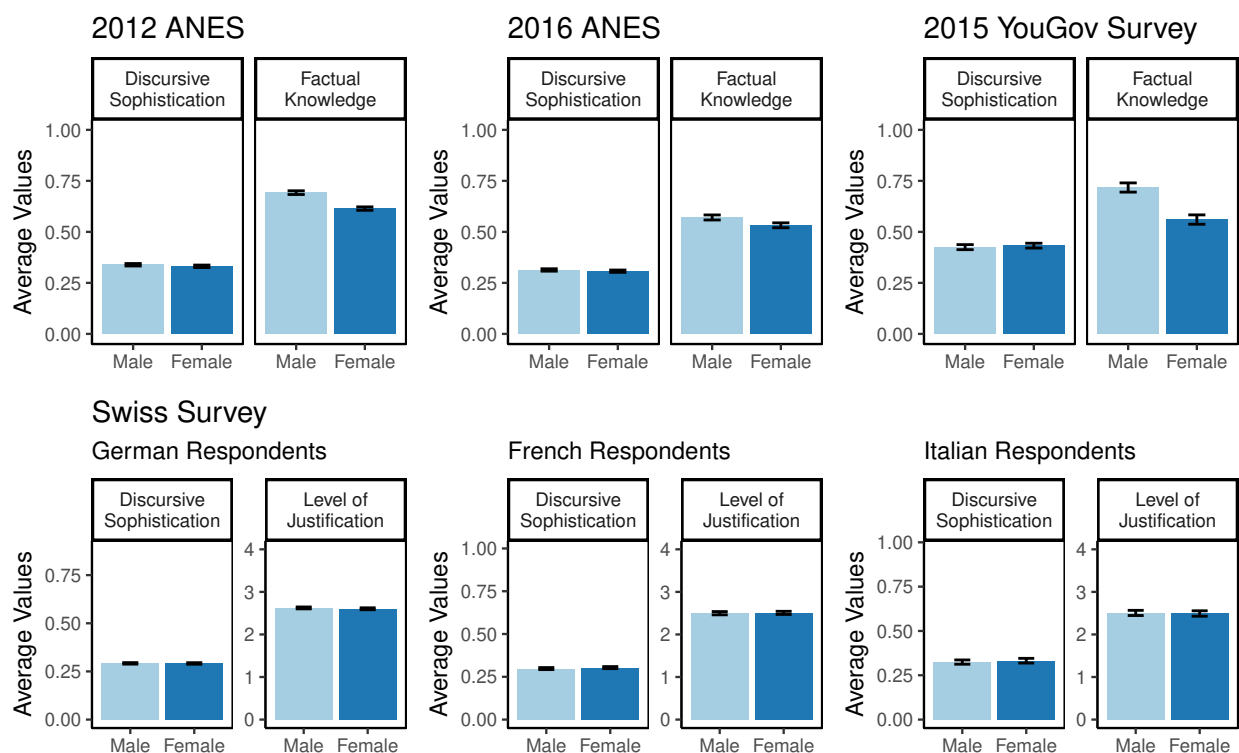 2012 ANES
2016 ANES
2015 YouGov Survey
Discursive
Sophistication
Factual
Knowledge
Discursive
Sophistication
Factual
Knowledge
Discursive
Sophistication
Factual
Knowledge
Average Values
1.00
0.75
0.50
0.25
0.00
Male Female
Male Female
Average Values
1.00
0.75
0.50
0.25
0.00
Male Female
Male Female
Average Values
1.00
0.75
0.50
0.25
0.00
Male Female
Male Female
Swiss Survey
German Respondents
French Respondents
Italian Respondents
Discursive
Sophistication
Level of
Justification
Discursive
Sophistication
Level of
Justification
Discursive
Sophistication
Level of
Justification
Average Values
0.75
0.50
0.25
0.00
Male Female
4
3
2
1
0
Male Female
Average Values
1.00
0.75
0.50
0.25
0.00
Male Female
4
3
2
1
0
Male Female
Average Values
1.00
0.75
0.50
0.25
0.00
Male Female
4
3
2
1
0
Male Female